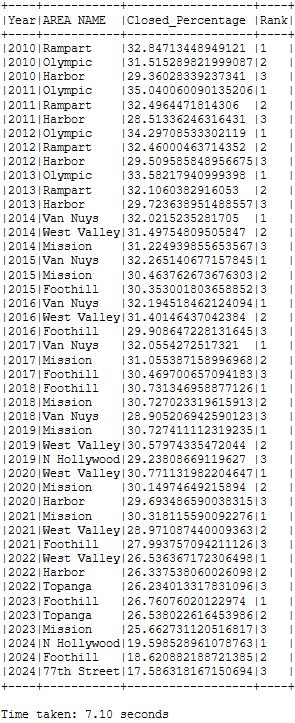 +----+-----------+------------------+----+
|Year|AREA NAME  |Closed_Percentage |Rank|
+----+-----------+------------------+----+
|2010|Rampart    |32.84713448949121 |1   |
|2010|Olympic    |31.515289821999087|2   |
|2010|Harbor     |29.36028339237341 |3   |
|2011|Olympic    |35.040060090135206|1   |
|2011|Rampart    |32.4964471814306  |2   |
|2011|Harbor     |28.51336246316431 |3   |
|2012|Olympic    |34.29708533302119 |1   |
|2012|Rampart    |32.46000463714352 |2   |
|2012|Harbor     |29.509585848956675|3   |
|2013|Olympic    |33.58217940999398 |1   |
|2013|Rampart    |32.1060382916053  |2   |
|2013|Harbor     |29.723638951488557|3   |
|2014|Van Nuys   |32.0215235281705  |1   |
|2014|West Valley|31.49754809505847 |2   |
|2014|Mission    |31.224939855653567|3   |
|2015|Van Nuys   |32.265140677157845|1   |
|2015|Mission    |30.463762673676303|2   |
|2015|Foothill   |30.353001803658852|3   |
|2016|Van Nuys   |32.194518462124094|1   |
|2016|West Valley|31.40146437042384 |2   |
|2016|Foothill   |29.908647228131645|3   |
|2017|Van Nuys   |32.0554272517321  |1   |
|2017|Mission    |31.055387158996968|2   |
|2017|Foothill   |30.469700657094183|3   |
|2018|Foothill   |30.731346958877126|1   |
|2018|Mission    |30.727023319615913|2   |
|2018|Van Nuys   |28.905206942590123|3   |
|2019|Mission    |30.727411112319235|1   |
|2019|West Valley|30.57974335472044 |2   |
|2019|N Hollywood|29.23808669119627 |3   |
|2020|West Valley|30.771131982204647|1   |
|2020|Mission    |30.14974649215894 |2   |
|2020|Harbor     |29.693486590038315|3   |
|2021|Mission    |30.318115590092276|1   |
|2021|West Valley|28.971087440009363|2   |
|2021|Foothill   |27.993757094211126|3   |
|2022|West Valley|26.536367172306498|1   |
|2022|Harbor     |26.337538060026098|2   |
|2022|Topanga    |26.234013317831096|3   |
|2023|Foothill   |26.76076020122974 |1   |
|2023|Topanga    |26.538022616453986|2   |
|2023|Mission    |25.662731120516817|3   |
|2024|N Hollywood|19.598528961078763|1   |
|2024|Foothill   |18.620882188721385|2   |
|2024|77th Street|17.586318167150694|3   |
+----+-----------+------------------+----+
Time taken: 7.10 seconds